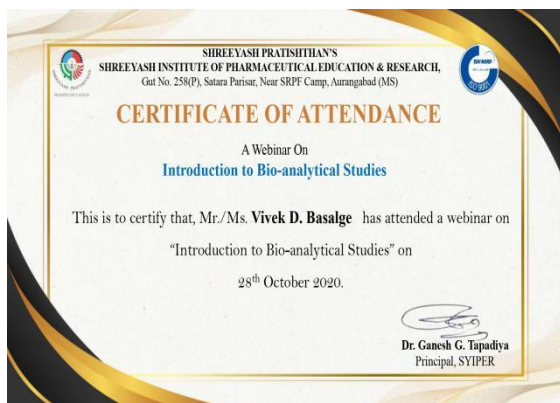 SHREEYASH PRATISHTHAN'S
SHREEYASH INSTITUTE OF PHARMACEUTICAL EDUCATION & RESEARCH,
Gut No. 258(P), Satara Parisar, Near SRPF Camp, Aurangabad (MS)
CERTIFICATE OF ATTENDANCE
A Webinar On
Introduction to Bio-analytical Studies
This is to certify that, Mr./Ms. Vivek D. Basalge has attended a webinar on
“Introduction to Bio-analytical Studies” on
28th October 2020.
Dr. Ganesh G. Tapadiya
Principal, SYIPER